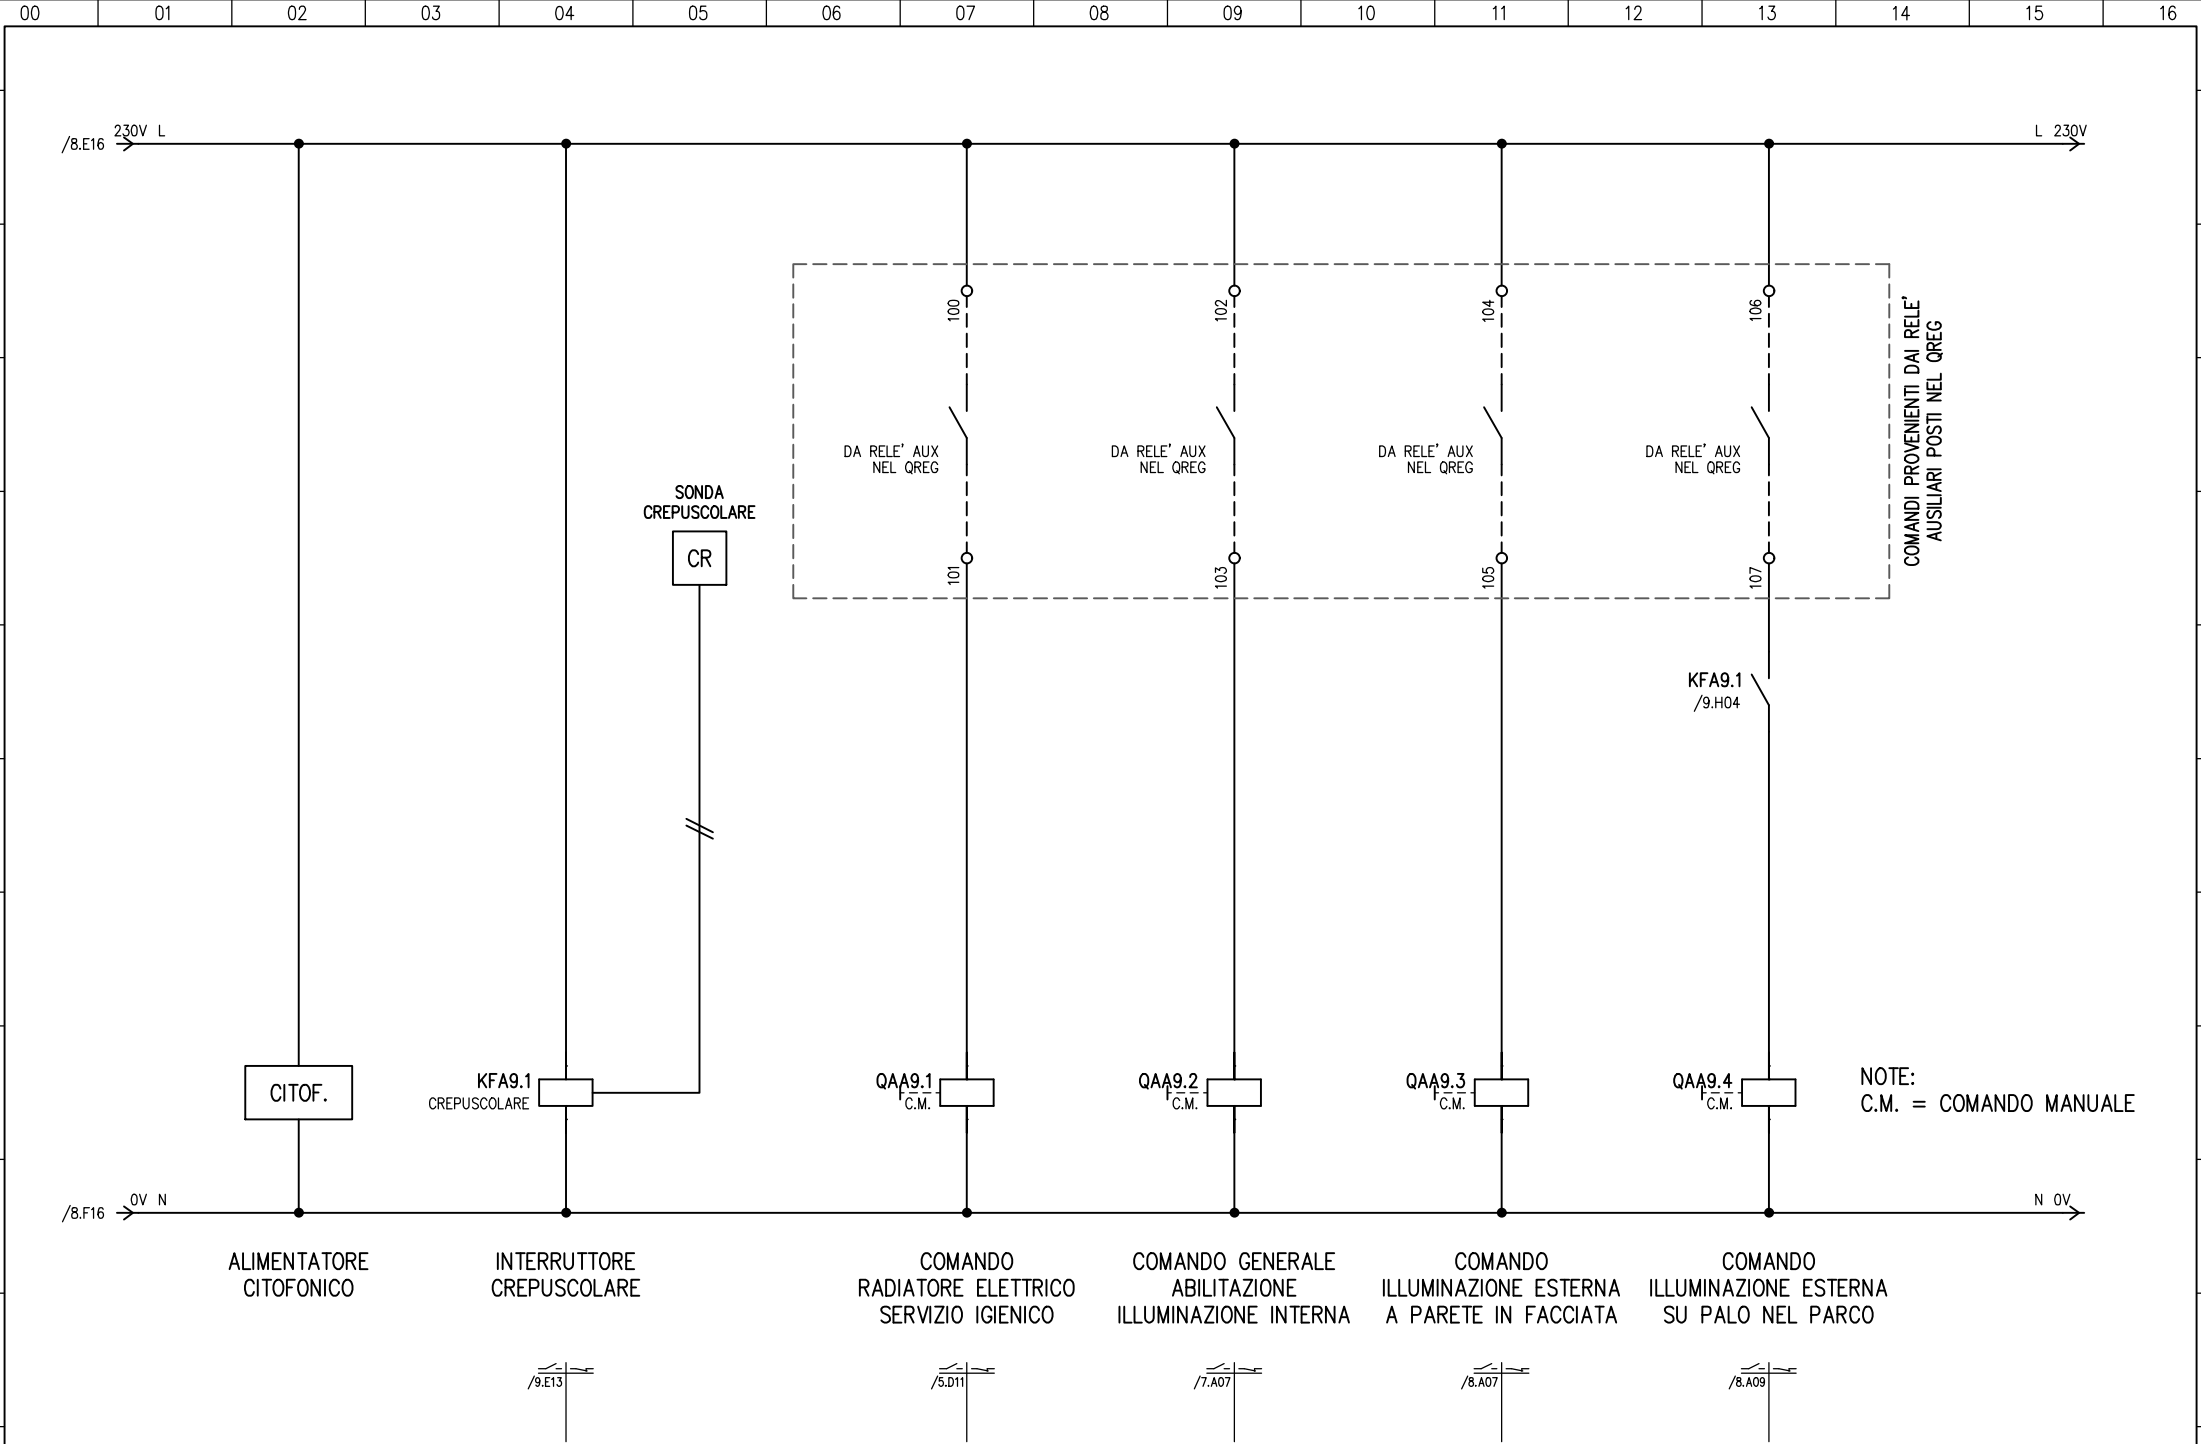 00 01 02 03 04 05 06 07 08 09 10 11 12 13 14 15 16
/8.E16
230V L
L 230V
100
102
104
106
DA RELE' AUX
NEL QREG
DA RELE' AUX
NEL QREG
DA RELE' AUX
NEL QREG
DA RELE' AUX
NEL QREG
COMANDI PROVENIENTI DAI RELE'
AUSILIARI POSTI NEL QREG
SONDA
CREPUSCOLARE
CR
101
103
105
107
KFA9.1
/9.H04
CITOF.
KFA9.1
CREPUSCOLARE
QAA9.1
C.M.
QAA9.2
C.M.
QAA9.3
C.M.
QAA9.4
C.M.
NOTE:
C.M. = COMANDO MANUALE
/8.F16
0V N
N 0V
ALIMENTATORE
CITOFONICO
INTERRUTTORE
CREPUSCOLARE
COMANDO
RADIATORE ELETTRICO
SERVIZIO IGIENICO
COMANDO GENERALE
ABILITAZIONE
ILLUMINAZIONE INTERNA
COMANDO
ILLUMINAZIONE ESTERNA
A PARETE IN FACCIATA
COMANDO
ILLUMINAZIONE ESTERNA
SU PALO NEL PARCO
/9.E13
/5.D11
/7.A07
/8.A07
/8.A09